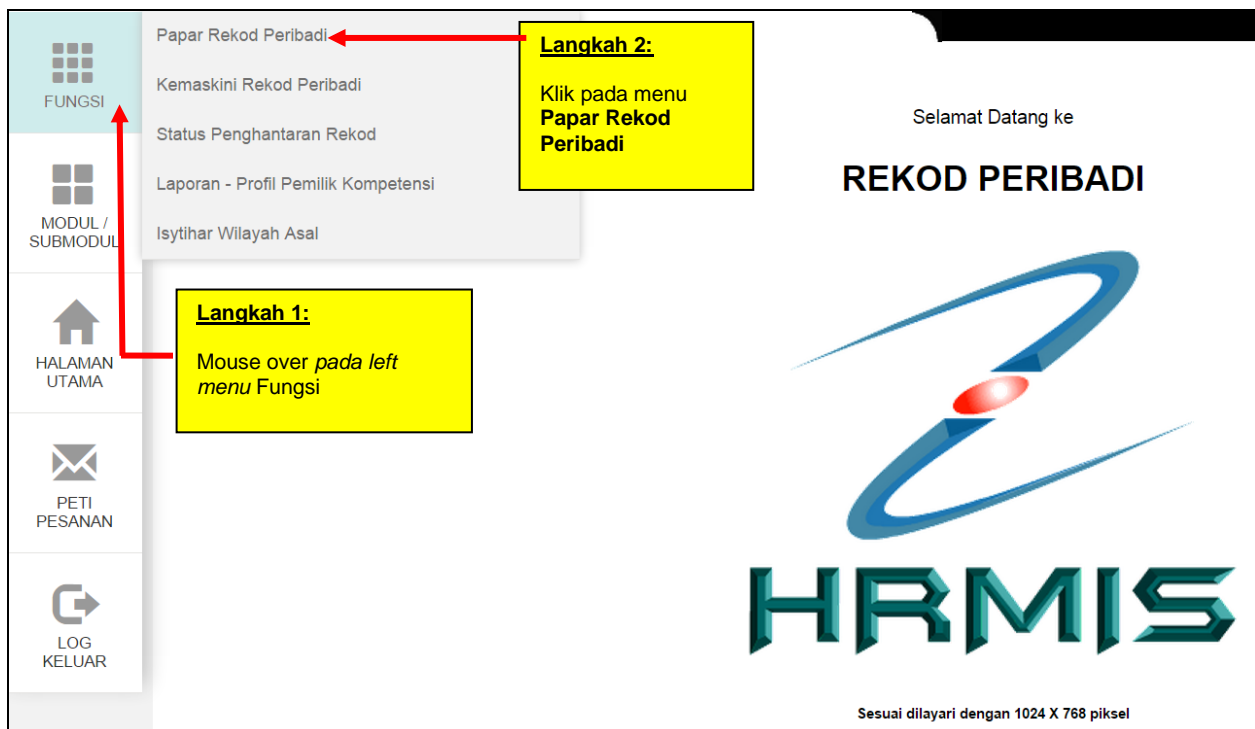 FUNGSI
MODUL /
SUBMODUL
HALAMAN
UTAMA
PETI
PESANAN
LOG
KELUAR
Papar Rekod Peribadi
Kemaskini Rekod Peribadi
Status Penghantaran Rekod
Laporan - Profil Pemilik Kompetensi
Isytihar Wilayah Asal
Langkah 2:
Klik pada menu
Papar Rekod
Peribadi
Langkah 1:
Mouse over pada left
menu Fungsi
Selamat Datang ke
REKOD PERIBADI
HRMIS
Sesuai dilayari dengan 1024 X 768 piksel